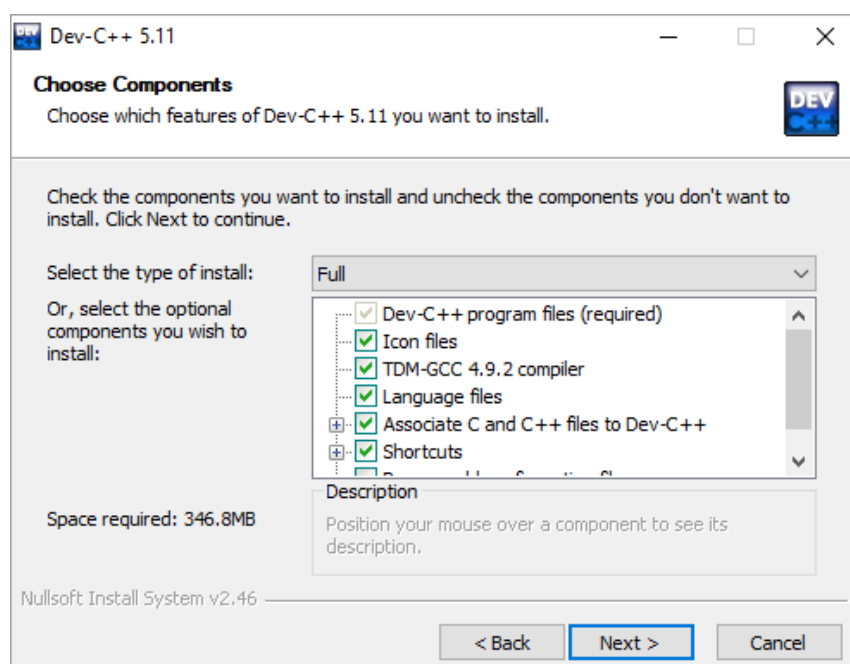 Dev-C++ 5.11
Choose Components
Choose which features of Dev-C++ 5.11 you want to install.
DEV
C++
Check the components you want to install and uncheck the components you don't want to
install. Click Next to continue.
Select the type of install:
Full
Or, select the optional
components you wish to
install:
Dev-C++ program files (required)
Icon files
TDM-GCC 4.9.2 compiler
Language files
Associate C and C++ files to Dev-C++
Shortcuts
Space required: 346.8MB
Description
Position your mouse over a component to see its
description.
Nullsoft Install System v2.46
< Back
Next >
Cancel